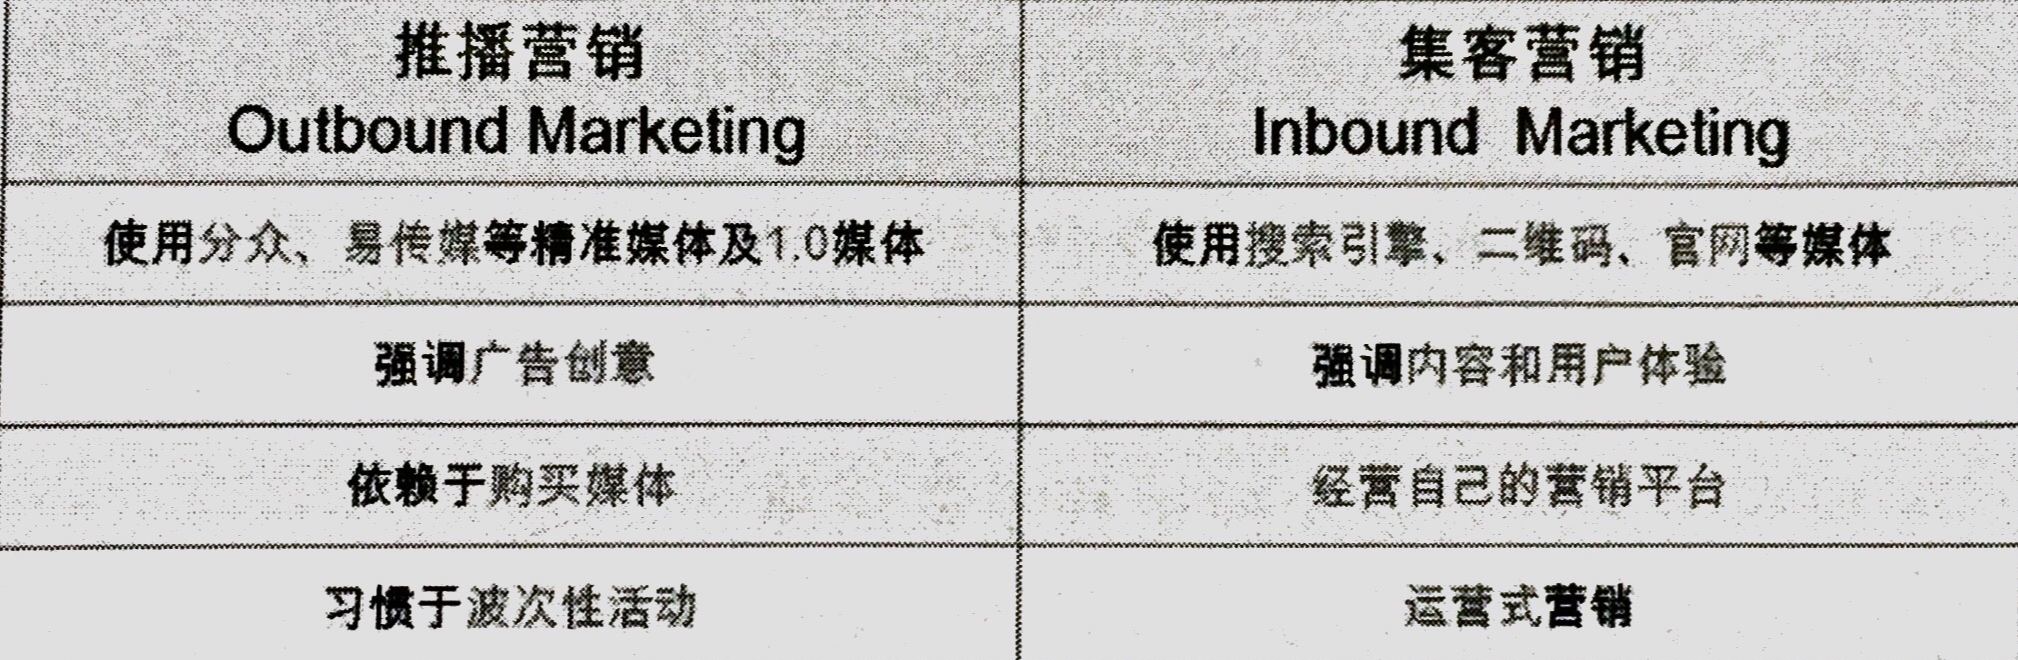 推播营销
Outbound Marketing
集客营销
Inbound Marketing
使用分众、易传媒等精准媒体及1.0媒体
使用搜索引擎、二维码、官网等媒体
强调广告创意
强调内容和用户体验
依赖于购买媒体
经营自己的营销平台
习惯于波次性活动
运营式营销